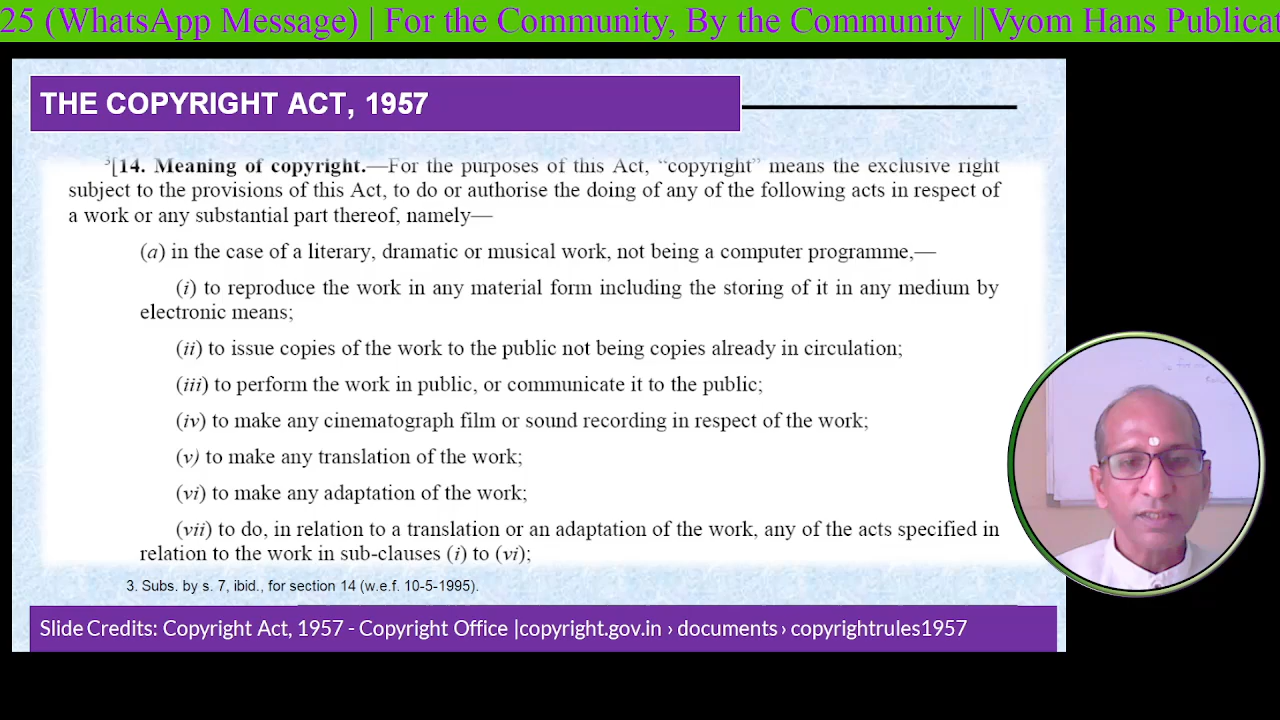 25 (WhatsApp Message) | For the Community, By the Community ||Vyom Hans
THE COPYRIGHT ACT, 1957
³[14. Meaning of copyright.—For the purposes of this Act, “copyright” means the exclusive right
subject to the provisions of this Act, to do or authorise the doing of any of the following acts in respect of
a work or any substantial part thereof, namely—
(a) in the case of a literary, dramatic or musical work, not being a computer programme,—
(i) to reproduce the work in any material form including the storing of it in any medium by
electronic means;
(ii) to issue copies of the work to the public not being copies already in circulation;
(iii) to perform the work in public, or communicate it to the public;
(iv) to make any cinematograph film or sound recording in respect of the work;
(v) to make any translation of the work;
(vi) to make any adaptation of the work;
(vii) to do, in relation to a translation or an adaptation of the work, any of the acts specified in
relation to the work in sub-clauses (i) to (vi);
3. Subs. by s. 7, ibid., for section 14 (w.e.f. 10-5-1995).
Slide Credits: Copyright Act, 1957 - Copyright Office |copyright.gov.in › documents › copyrightrules1957